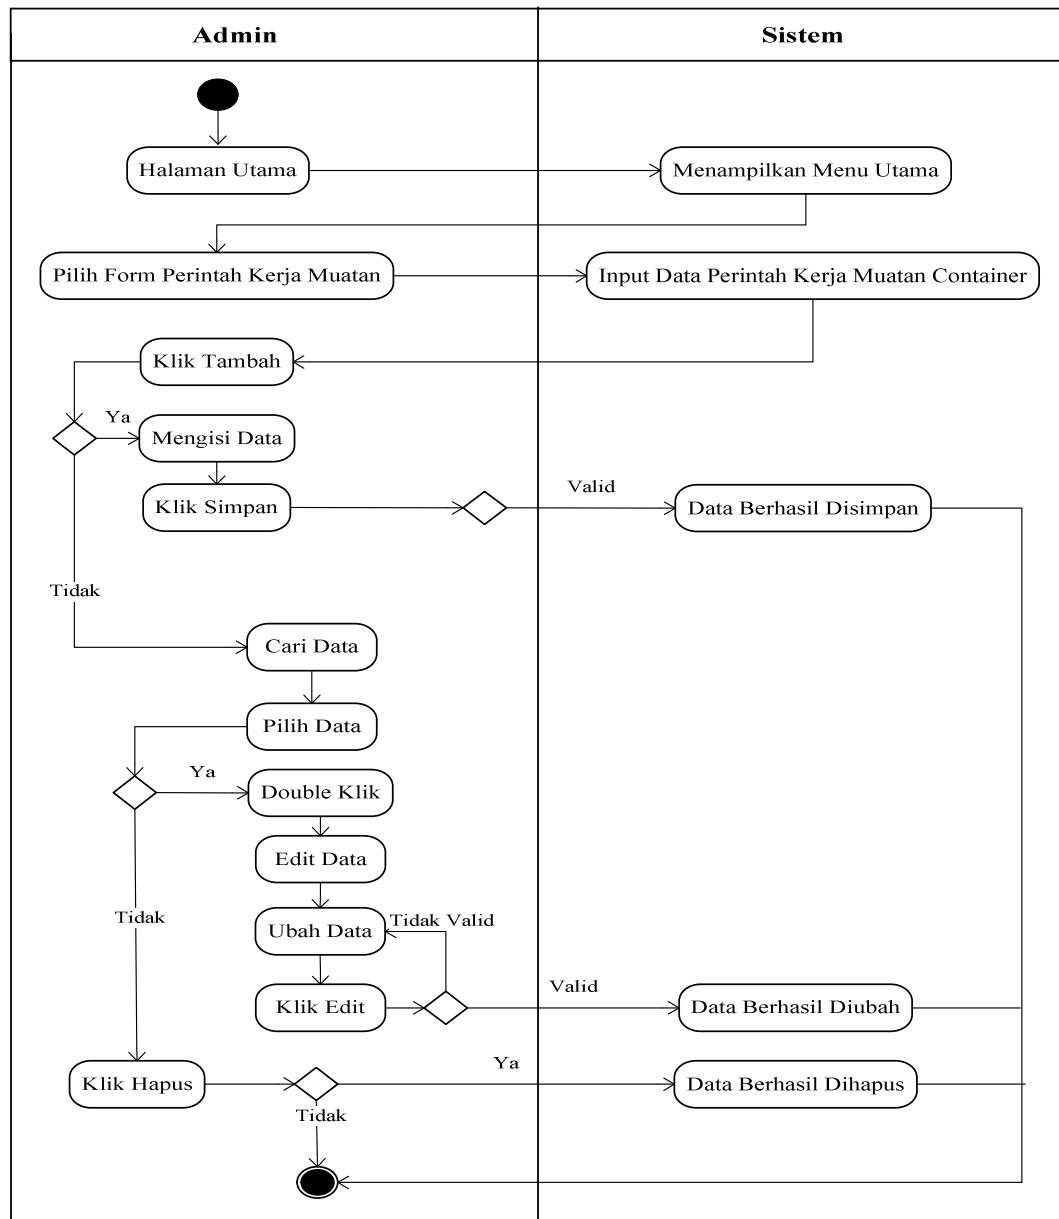 Admin
Sistem
Halaman Utama
Menampilkan Menu Utama
Pilih Form Perintah Kerja Muatan
Input Data Perintah Kerja Muatan Container
Klik Tambah
Ya
Mengisi Data
Klik Simpan
Valid
Data Berhasil Disimpan
Tidak
Cari Data
Pilih Data
Ya
Double Klik
Edit Data
Tidak
Tidak Valid
Ubah Data
Klik Edit
Valid
Data Berhasil Diubah
Klik Hapus
Ya
Data Berhasil Dihapus
Tidak